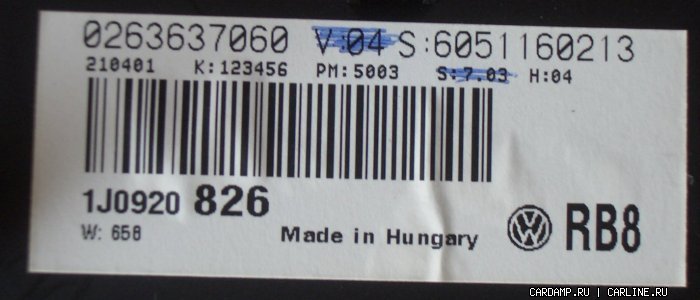 0263637060 V:04 S:6051160213
210401 K:123456 PM:5003 S:7.03 H:04
1J0920 826
W: 658 Made in Hungary RB8
CARDAMP.RU | CARLINE.RU